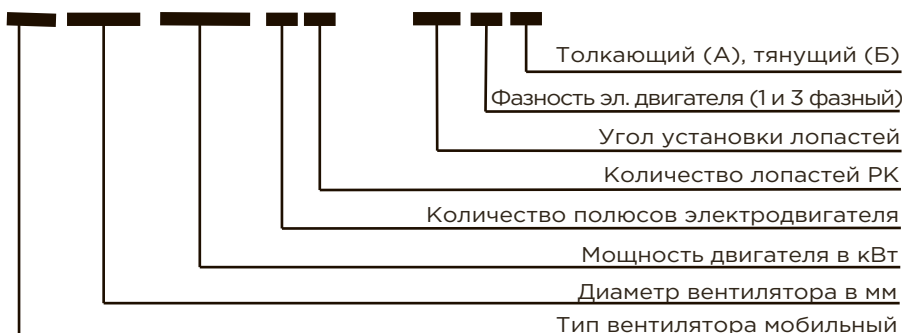 Толкающий (А), тянущий (Б)
Фазность эл. двигателя (1 и 3 фазный)
Угол установки лопастей
Количество лопастей РК
Количество полюсов электродвигателя
Мощность двигателя в кВт
Диаметр вентилятора в мм
Тип вентилятора мобильный